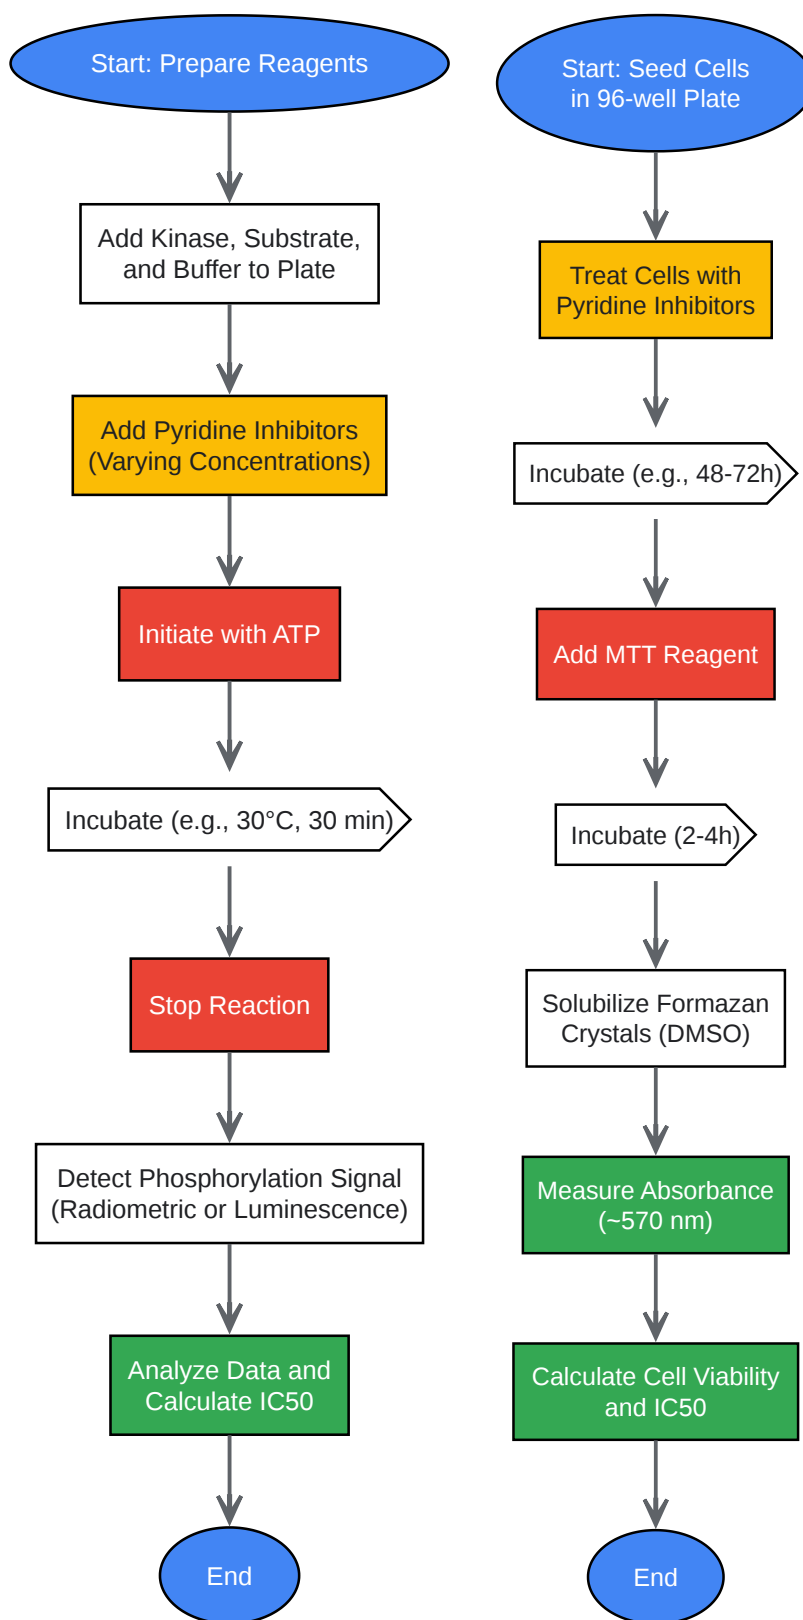 Start: Prepare Reagents
Add Kinase, Substrate,
and Buffer to Plate
Add Pyridine Inhibitors
(Varying Concentrations)
Initiate with ATP
Incubate (e.g., 30°C, 30 min)
Stop Reaction
Detect Phosphorylation Signal
(Radiometric or Luminescence)
Analyze Data and
Calculate IC50
End
Start: Seed Cells
in 96-well Plate
Treat Cells with
Pyridine Inhibitors
Incubate (e.g., 48-72h)
Add MTT Reagent
Incubate (2-4h)
Solubilize Formazan
Crystals (DMSO)
Measure Absorbance
(~570 nm)
Calculate Cell Viability
and IC50
End